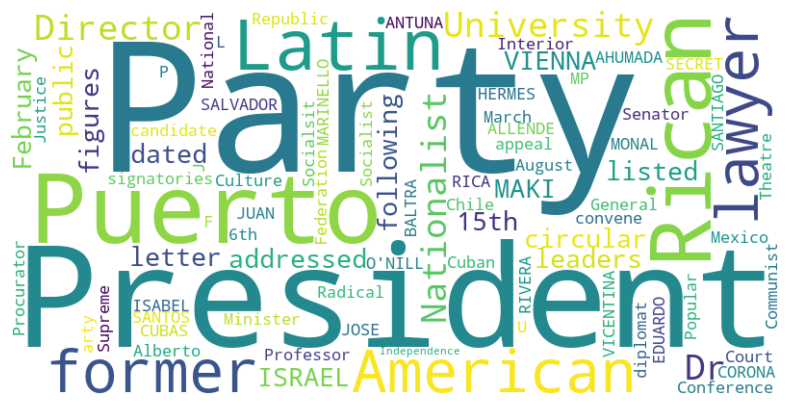 Party
President
Puerto
Rican
Latin
American
former
lawyer
University
Director
Nationalist
Dr
VIENNA
ISRAEL
MAKI
public
figures
February
Justice
Republic
National
P
L
SALVADOR
candidate
dated
signatories
Culture
J
Socialsit
Federation
MARINELLO
Socialist
following
ANTUNA
Interior
AHUMADA
MP
SECRET
HERMES
March
Senator
ALLENDE
appeal
MONAL
August
SANTIAGO
Theatre
listed
RICA
Chile
General
BALTRA
convene
15th
circular
leaders
Mexico
JUAN
F
6th
letter
addressed
O'NILL
Cuban
RIVERA
U
Radical
Procurator
ISABEL
SANTOS
CUBAS
Minister
JOSE
arty
Supreme
Alberto
Professor
Independence
VICENTINA
diplomat
EDUARDO
Popular
Communist
Court
CORONA
Conference